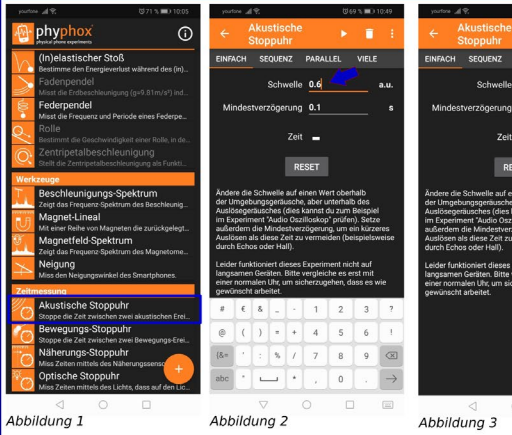 yourfone
71 % 10:05
phyphox
physical phone experiments
(In)elastischer Stoß
Bestimme den Energieverlust während des (in)...
Fadenpendel
Misst die Erdbeschleunigung (g≈9.81m/s²) ind...
Federpendel
Misst die Frequenz und Periode eines Federpe...
Rolle
Bestimmt die Geschwindigkeit einer Rolle, in de...
Zentripetalbeschleunigung
Stellt die Zentripetalbeschleunigung als Funkti...
Werkzeuge
Beschleunigungs-Spektrum
Zeigt das Frequenz-Spektrum des Beschleunig...
Magnet-Lineal
Mit einer Reihe von Magneten die zurückgelegt...
Magnetfeld-Spektrum
Zeigt das Frequenz-Spektrum des Magnetome...
Neigung
Miss den Neigungswinkel des Smartphones.
Zeitmessung
Akustische Stoppuhr
Stoppe die Zeit zwischen zwei akustischen Erei...
Bewegungs-Stoppuhr
Stoppe die Zeit zwischen zwei Bewegungs-Erei...
Näherungs-Stoppuhr
Miss Zeiten mittels des Näherungssenso
Optische Stoppuhr
Miss Zeiten mittels des Lichts, dass auf den Lic...
Abbildung 1
yourfone
69 % 10:49
Akustische
Stoppuhr
EINFACH SEQUENZ PARALLEL VIELE
Schwelle 0.6 a.u.
Mindestverzögerung 0.1 s
Zeit -
RESET
Ändere die Schwelle auf einen Wert oberhalb
der Umgebungsgeräusche, aber unterhalb des
Auslösegeräusches (dies kannst du zum Beispiel
im Experiment "Audio Oszilloskop" prüfen). Setze
außerdem die Mindestverzögerung, um ein kürzeres
Auslösen als diese Zeit zu vermeiden (beispielsweise
durch Echos oder Hall).
Leider funktioniert dieses Experiment nicht auf
langsamen Geräten. Bitte vergleiche es erst mit
einer normalen Uhr, um sicherzugehen, dass es wie
gewünscht arbeitet.
# € & _ - 1 2 3 ?
@ ( ) = + 4 5 6 !
(&= ' : % / 7 8 9
abc " * , 0 .
Abbildung 2
yourfone
Akustische
Stoppuhr
EINFACH SEQUENZ
Schwelle
Mindestverzögerung
Zeit
RE
Ändere die Schwelle auf e
der Umgebungsgeräusche
Auslösegeräusches (dies k
im Experiment "Audio Osz
außerdem die Mindestver
Auslösen als diese Zeit zu
durch Echos oder Hall).
Leider funktioniert dieses
langsamen Geräten. Bitte v
einer normalen Uhr, um sic
gewünscht arbeitet.
Abbildung 3